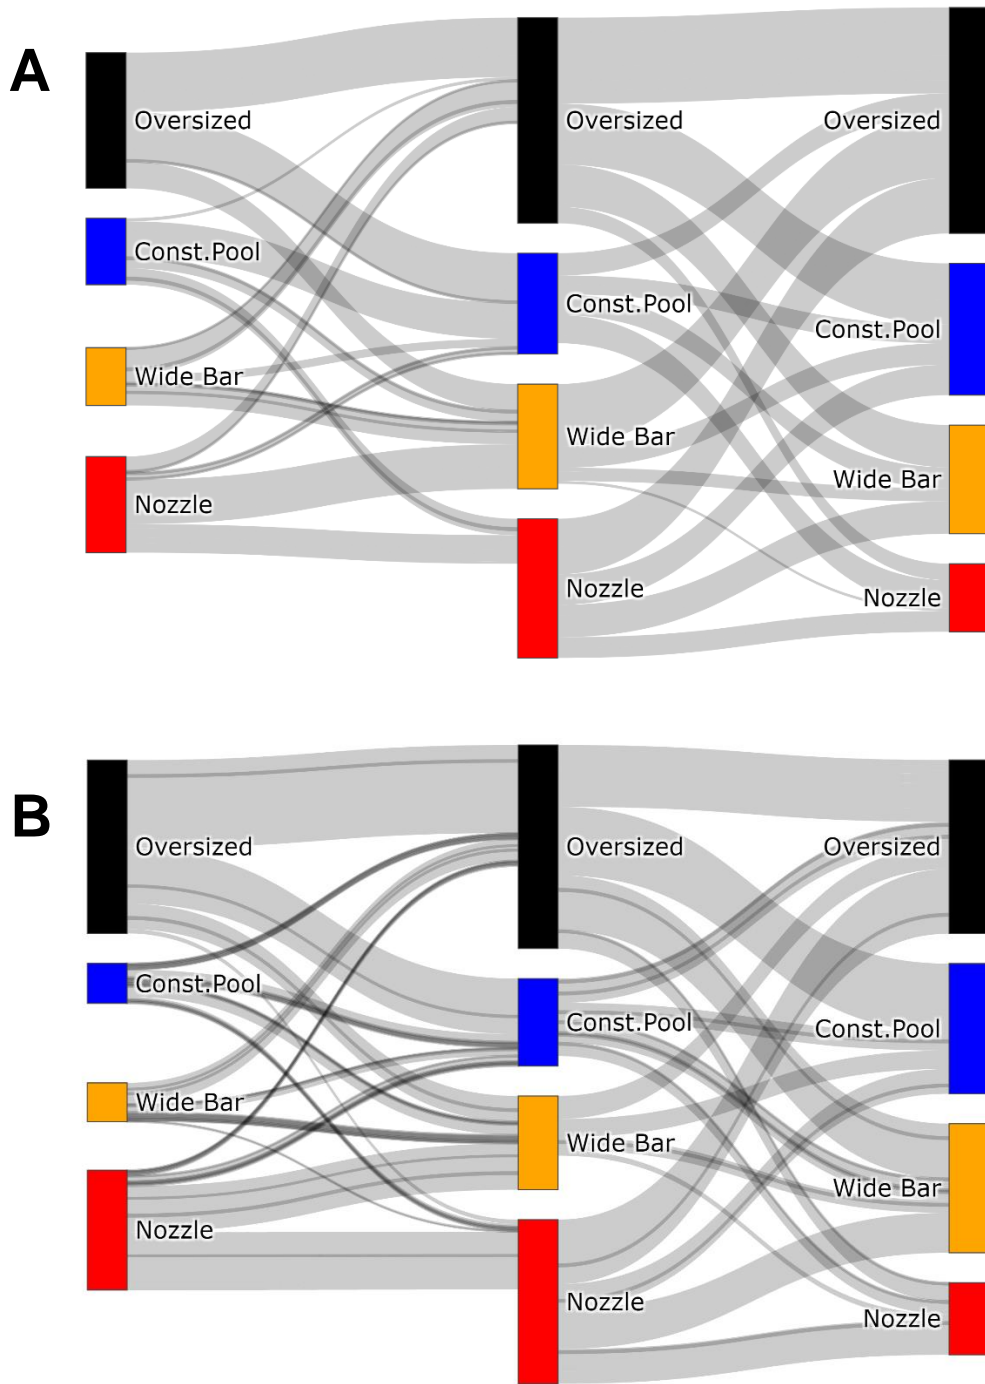 A
Oversized Oversized Oversized
Const.Pool Const.Pool Const.Pool
Wide Bar Wide Bar Wide Bar
Nozzle Nozzle Nozzle
B
Oversized Oversized Oversized
Const.Pool Const.Pool Const.Pool
Wide Bar Wide Bar Wide Bar
Nozzle Nozzle Nozzle